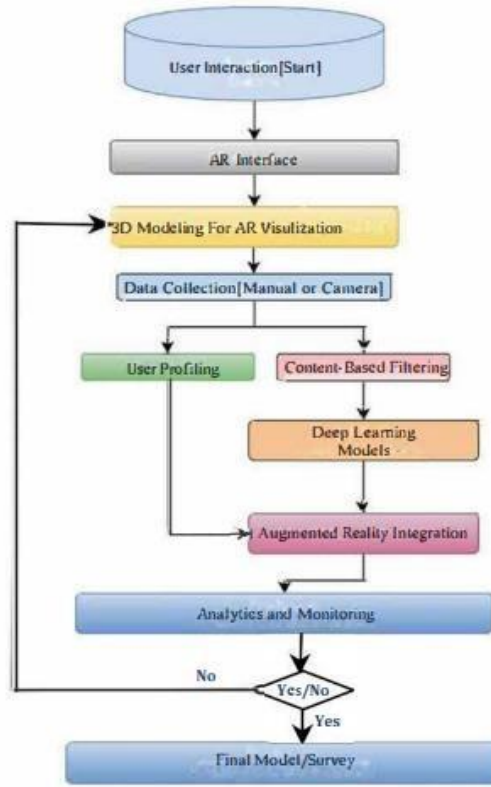 User Interaction[Start]
AR Interface
3D Modeling For AR Visulization
Data Collection[Manual or Camera]
User Profiling
Content-Based Filtering
Deep Learning
Models
Augmented Reality Integration
Analytics and Monitoring
No
Yes/No
Yes
Final Model/Survey